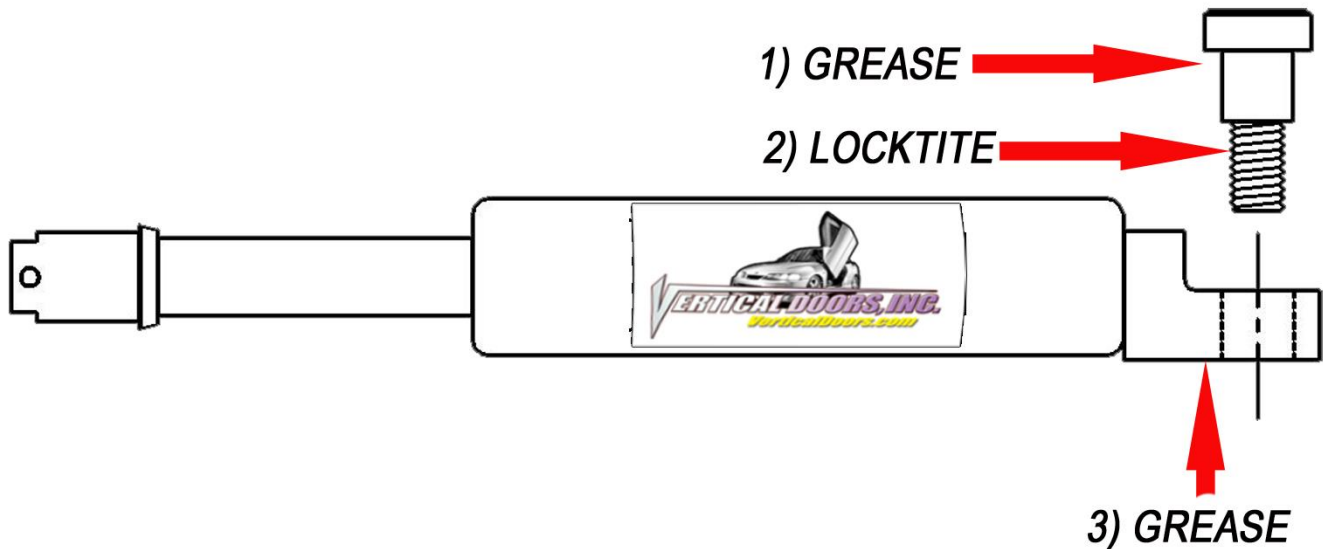 1) GREASE
2) LOCKTITE
VERTICAL DOORS, INC.
VerticalDoors.com
3) GREASE